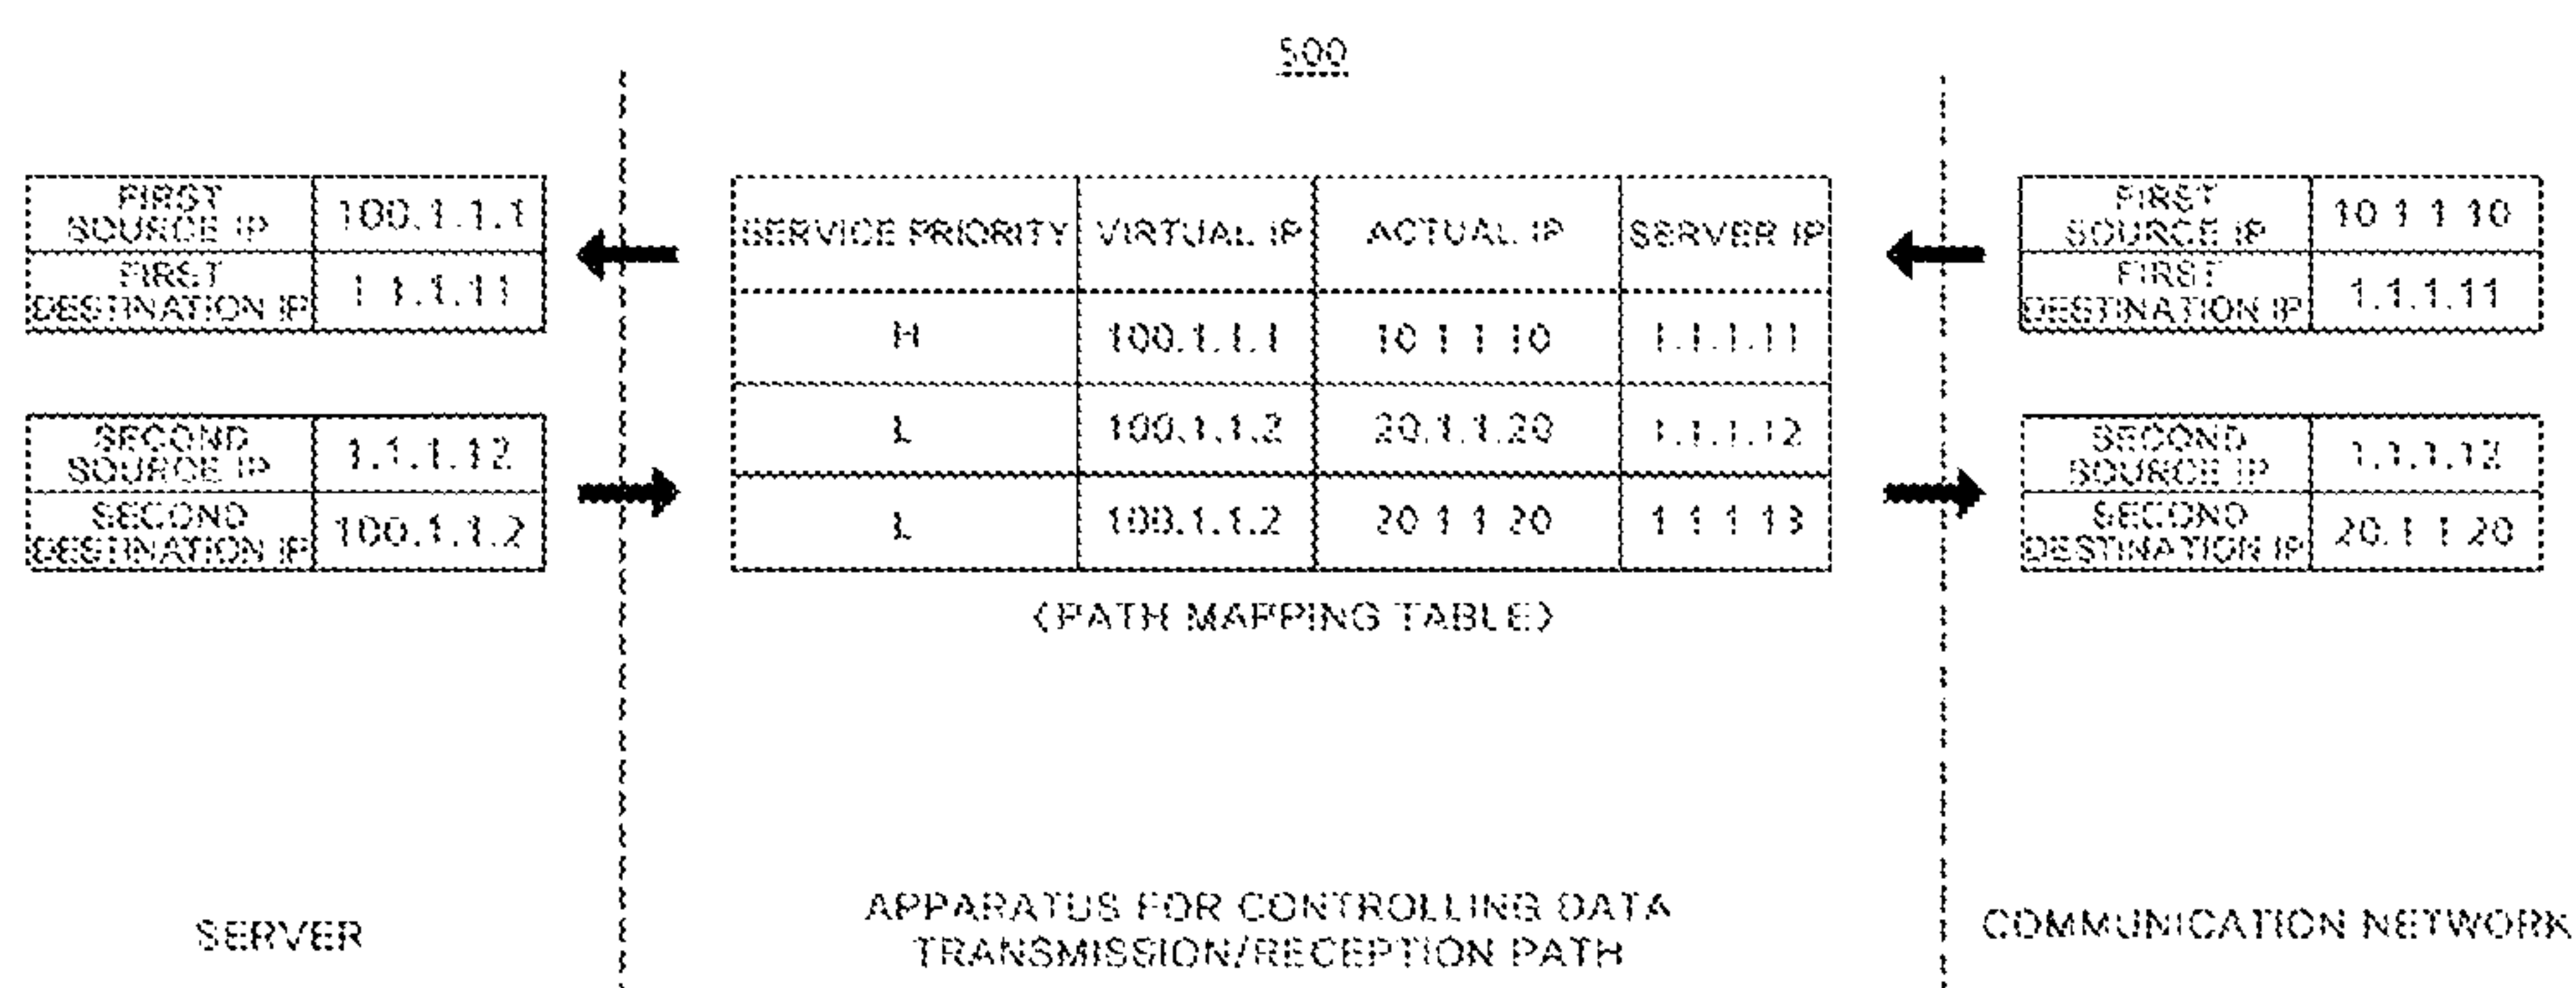 500
FIRST
SOURCE IP
100.1.1.1
FIRST
DESTINATION IP
1.1.1.11
SECOND
SOURCE IP
1.1.1.12
SECOND
DESTINATION IP
100.1.1.2
SERVICE PRIORITY VIRTUAL IP ACTUAL IP SERVER IP
H 100.1.1.1 10.1.1.10 1.1.1.11
L 100.1.1.2 20.1.1.20 1.1.1.12
L 100.1.1.2 20.1.1.20 1.1.1.13
<PATH MAPPING TABLE>
FIRST
SOURCE IP
10.1.1.10
FIRST
DESTINATION IP
1.1.1.11
SECOND
SOURCE IP
1.1.1.12
SECOND
DESTINATION IP
20.1.1.20
SERVER
APPARATUS FOR CONTROLLING DATA
TRANSMISSION/RECEPTION PATH
COMMUNICATION NETWORK